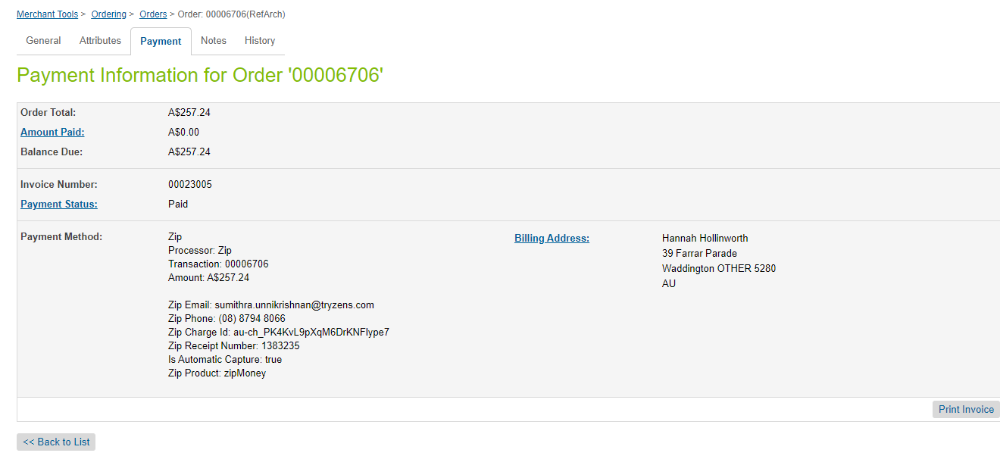 Merchant Tools > Ordering > Orders > Order: 00006706(RefArch)
General Attributes Payment Notes History
Payment Information for Order '00006706'
Order Total: A$257.24
Amount Paid: A$0.00
Balance Due: A$257.24
Invoice Number: 00023005
Payment Status: Paid
Payment Method: Zip
Processor: Zip
Transaction: 00006706
Amount: A$257.24
Zip Email: sumithra.unnikrishnan@tryzens.com
Zip Phone: (08) 8794 8066
Zip Charge Id: au-ch_PK4KvL9pXqM6DrKNFlype7
Zip Receipt Number: 1383235
Is Automatic Capture: true
Zip Product: zipMoney
Billing Address: Hannah Hollinworth
39 Farrar Parade
Waddington OTHER 5280
AU
Print Invoice
<< Back to List